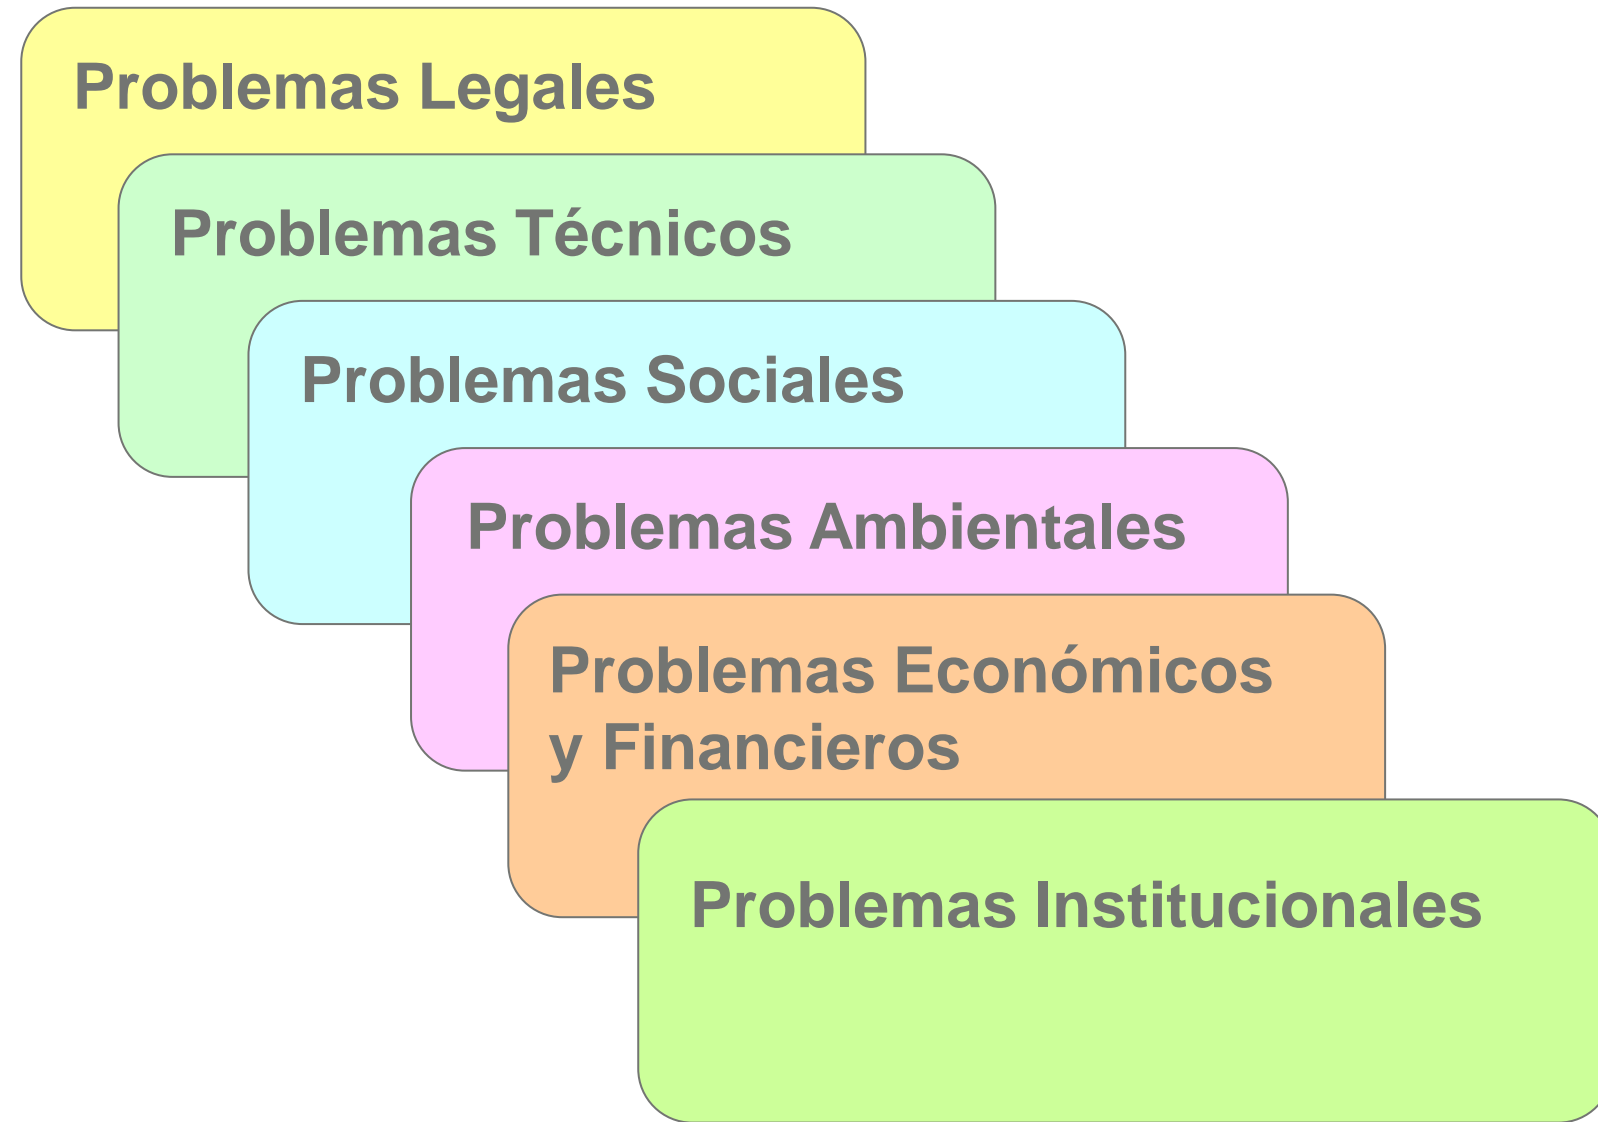 Problemas Legales
Problemas Técnicos
Problemas Sociales
Problemas Ambientales
Problemas Económicos
y Financieros
Problemas Institucionales